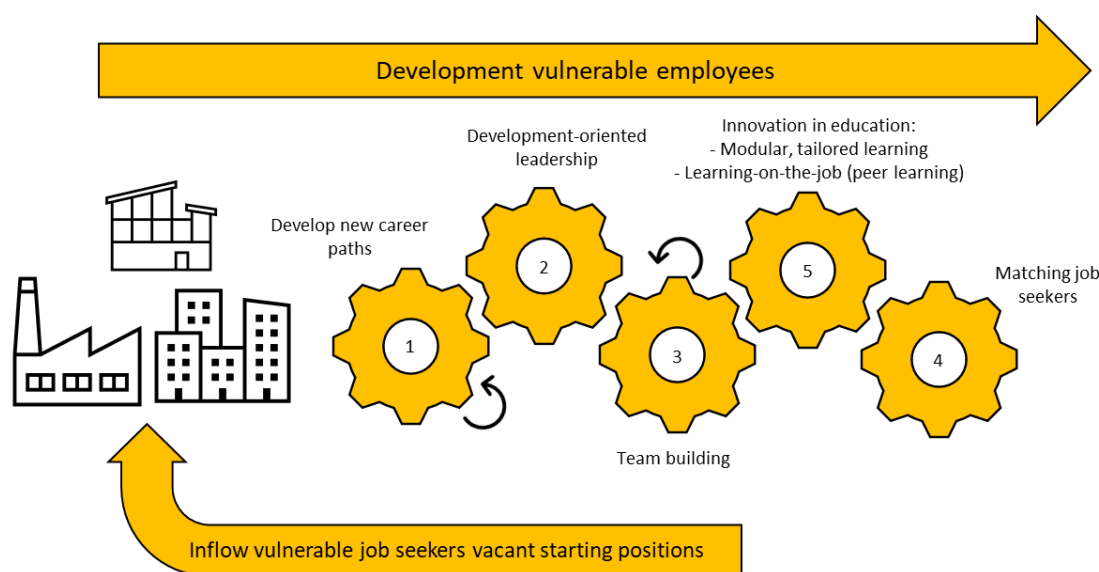 Development vulnerable employees
Innovation in education:
- Modular, tailored learning
- Learning-on-the-job (peer learning)
Development-oriented
leadership
Develop new career
paths
Matching job
seekers
1
2
3
5
4
Team building
Inflow vulnerable job seekers vacant starting positions